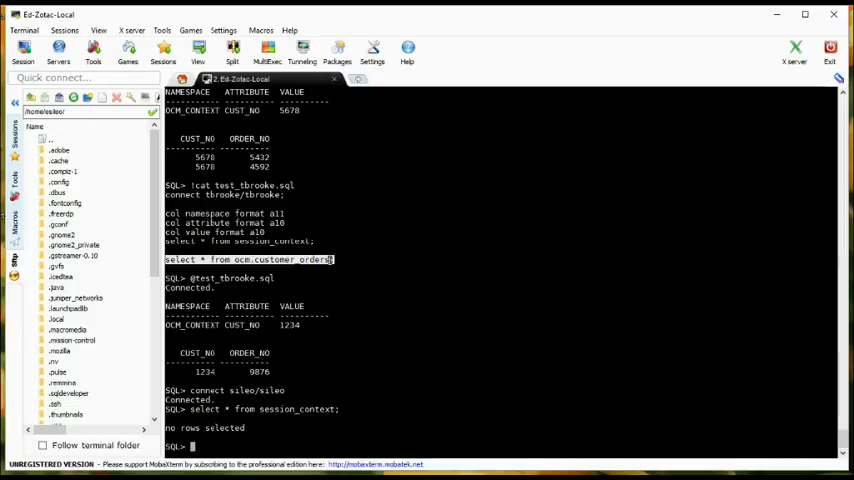 Ed-Zotac-Local
Terminal Sessions View X server Tools Games Settings Macros Help
Session Servers Tools Games Sessions View Split MultiExec Tunneling Packages Settings Help X server Exit
Quick connect...
2. Ed-Zotac-Local
/home/esileo/
Name
..
.adobe
.cache
.compiz-1
.config
.dbus
.fontconfig
.freerdp
.gconf
.gnome2
.gnome2_private
.gstreamer-0.10
.gvfs
.icedtea
.java
.juniper_networks
.launchpadlib
.local
.macromedia
.mission-control
.mozilla
.nv
.pulse
.remmina
.sqldeveloper
.ssh
.thumbnails
Follow terminal folder
Sessions
Tools
Macros
Sftp
NAMESPACE ATTRIBUTE VALUE
----------- ---------- ----------
OCM_CONTEXT CUST_NO 5678
CUST_NO ORDER_NO
---------- ----------
5678 5432
5678 4592
SQL> !cat test_tbrooke.sql
connect tbrooke/tbrooke;
col namespace format a11
col attribute format a10
col value format a10
select * from session_context;
select * from ocm.customer_orders;
SQL> @test_tbrooke.sql
Connected.
NAMESPACE ATTRIBUTE VALUE
----------- ---------- ----------
OCM_CONTEXT CUST_NO 1234
CUST_NO ORDER_NO
---------- ----------
1234 9876
SQL> connect sileo/sileo
Connected.
SQL> select * from session_context;
no rows selected
SQL>
UNREGISTERED VERSION - Please support MobaXterm by subscribing to the professional edition here: http://mobaxterm.mobatek.net